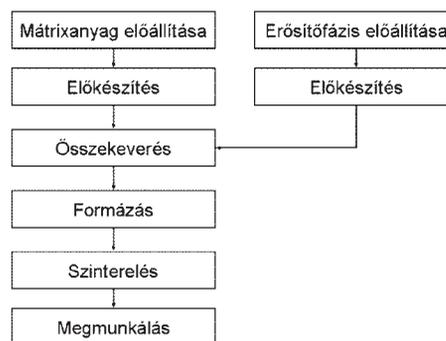 Mátrixanyag előállítása
Erősítőfázis előállítása
Előkészítés
Előkészítés
Összekeverés
Formázás
Szinterelés
Megmunkálás